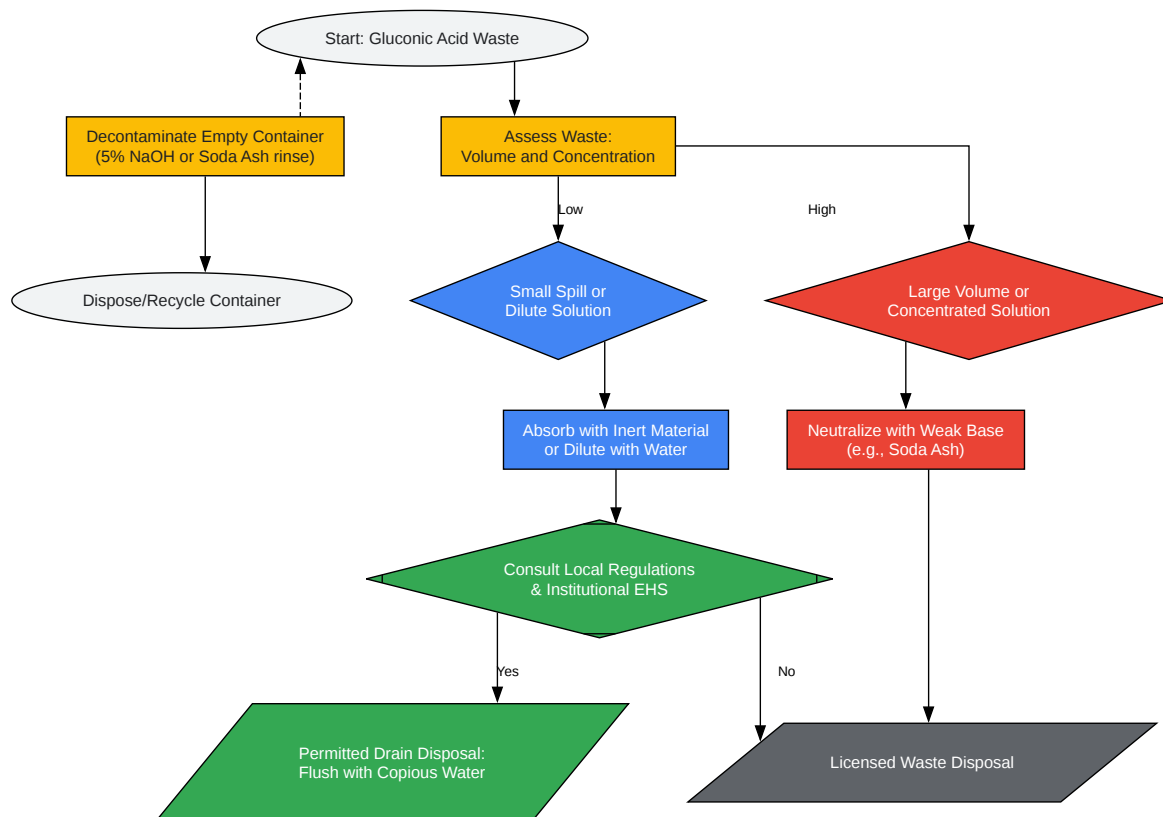 Start: Gluconic Acid Waste
Decontaminate Empty Container
(5% NaOH or Soda Ash rinse)
Assess Waste:
Volume and Concentration
Low
High
Dispose/Recycle Container
Small Spill or
Dilute Solution
Large Volume or
Concentrated Solution
Absorb with Inert Material
or Dilute with Water
Neutralize with Weak Base
(e.g., Soda Ash)
Consult Local Regulations
& Institutional EHS
Yes
No
Permitted Drain Disposal:
Flush with Copious Water
Licensed Waste Disposal